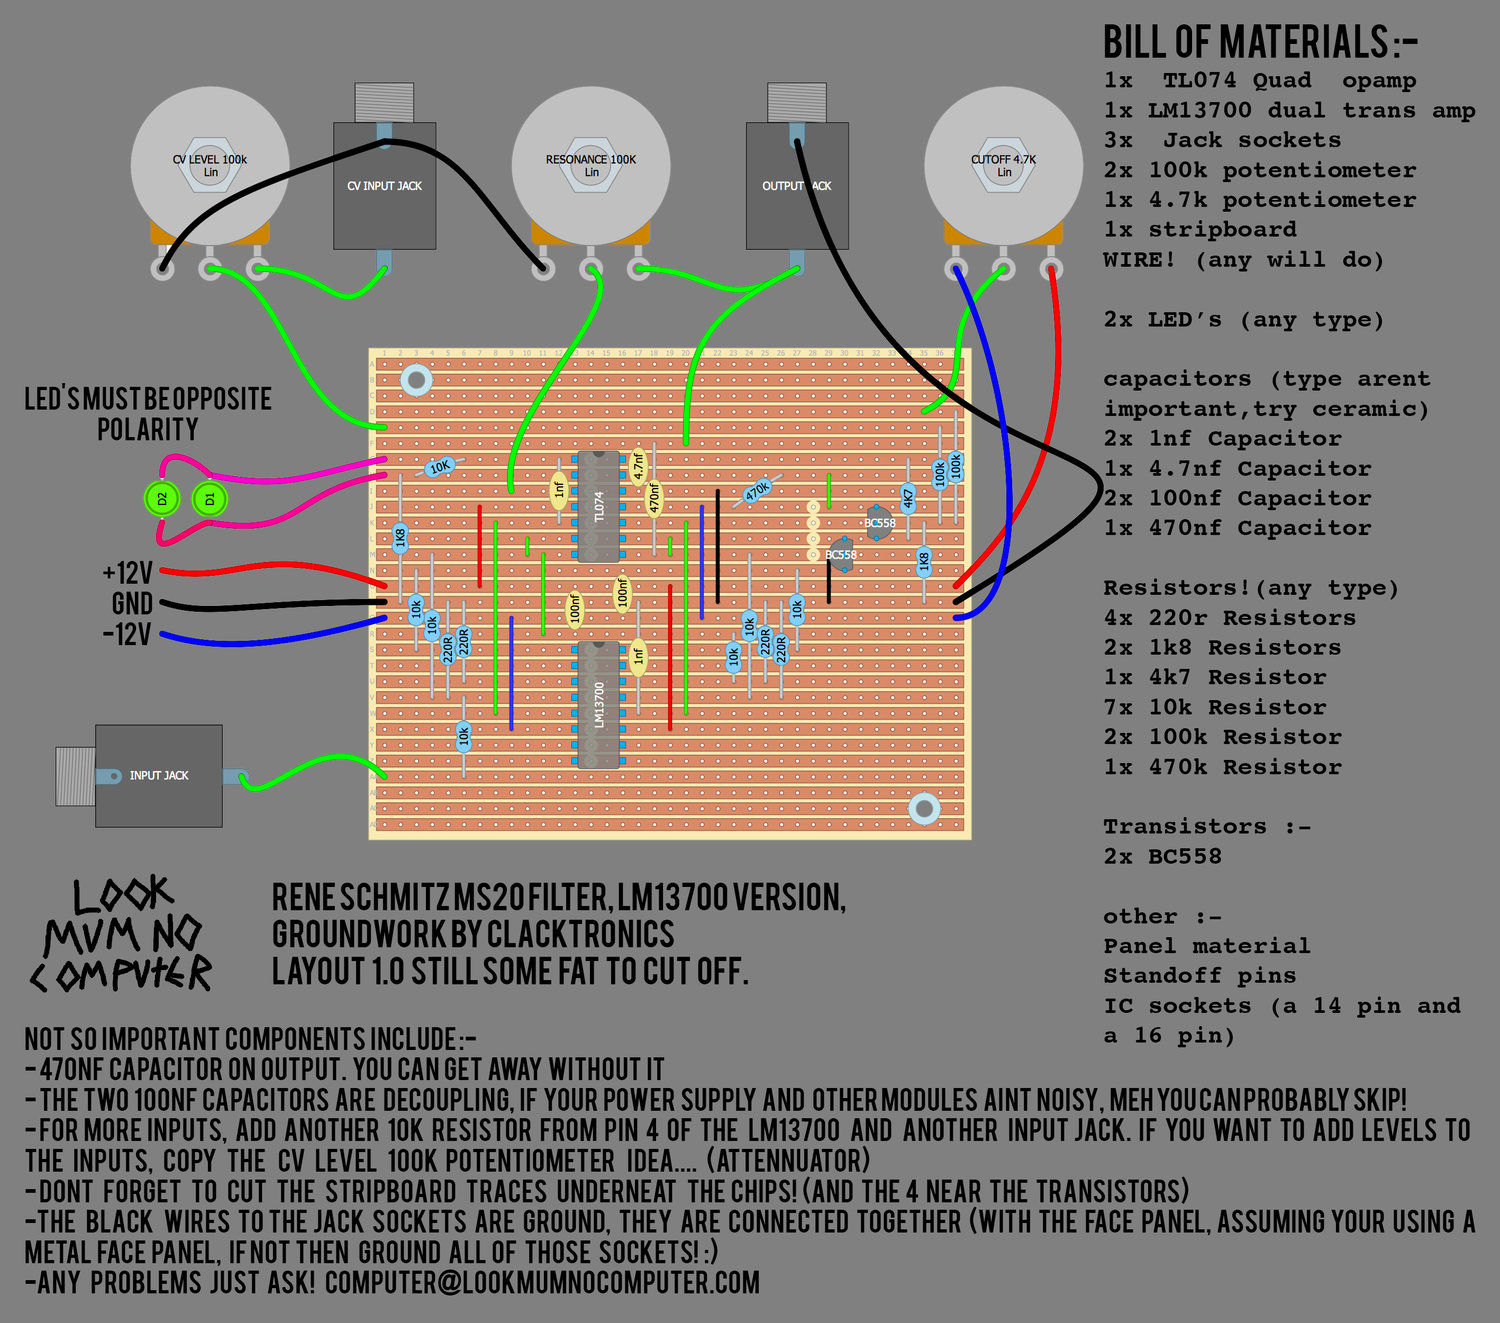 BILL OF MATERIALS :-
1x TL074 Quad opamp
1x LM13700 dual trans amp
3x Jack sockets
2x 100k potentiometer
1x 4.7k potentiometer
1x stripboard
WIRE! (any will do)
2x LED's (any type)
capacitors (type arent
important,try ceramic)
2x 1nf Capacitor
1x 4.7nf Capacitor
2x 100nf Capacitor
1x 470nf Capacitor
Resistors!(any type)
4x 220r Resistors
2x 1k8 Resistors
1x 4k7 Resistor
7x 10k Resistor
2x 100k Resistor
1x 470k Resistor
Transistors :-
2x BC558
other :-
Panel material
Standoff pins
IC sockets (a 14 pin and
a 16 pin)
CV LEVEL 100k
Lin
CV INPUT JACK
RESONANCE 100K
Lin
OUTPUT JACK
CUTOFF 4.7K
Lin
LED'S MUST BE OPPOSITE
POLARITY
D2
D1
+12V
GND
-12V
INPUT JACK
10K
1K8
10k
10k
220R
220R
10k
1nf
TL074
4.7nf
470nf
100nf
100nf
1nf
LM13700
470k
10k
10k
220R
220R
10k
BC558
BC558
4K7
1K8
100k
100k
LOOK
MUM NO
COMPUTER
RENE SCHMITZ MS20 FILTER, LM13700 VERSION,
GROUNDWORK BY CLACKTRONICS
LAYOUT 1.0 STILL SOME FAT TO CUT OFF.
NOT SO IMPORTANT COMPONENTS INCLUDE :-
- 470NF CAPACITOR ON OUTPUT. YOU CAN GET AWAY WITHOUT IT
- THE TWO 100NF CAPACITORS ARE DECOUPLING, IF YOUR POWER SUPPLY AND OTHER MODULES AINT NOISY, MEH YOU CAN PROBABLY SKIP!
- FOR MORE INPUTS, ADD ANOTHER 10K RESISTOR FROM PIN 4 OF THE LM13700 AND ANOTHER INPUT JACK. IF YOU WANT TO ADD LEVELS TO
THE INPUTS, COPY THE CV LEVEL 100K POTENTIOMETER IDEA.... (ATTENNUATOR)
- DONT FORGET TO CUT THE STRIPBOARD TRACES UNDERNEAT THE CHIPS! (AND THE 4 NEAR THE TRANSISTORS)
-THE BLACK WIRES TO THE JACK SOCKETS ARE GROUND, THEY ARE CONNECTED TOGETHER (WITH THE FACE PANEL, ASSUMING YOUR USING A
METAL FACE PANEL, IF NOT THEN GROUND ALL OF THOSE SOCKETS! :)
-ANY PROBLEMS JUST ASK! COMPUTER@LOOKMUMNOCOMPUTER.COM